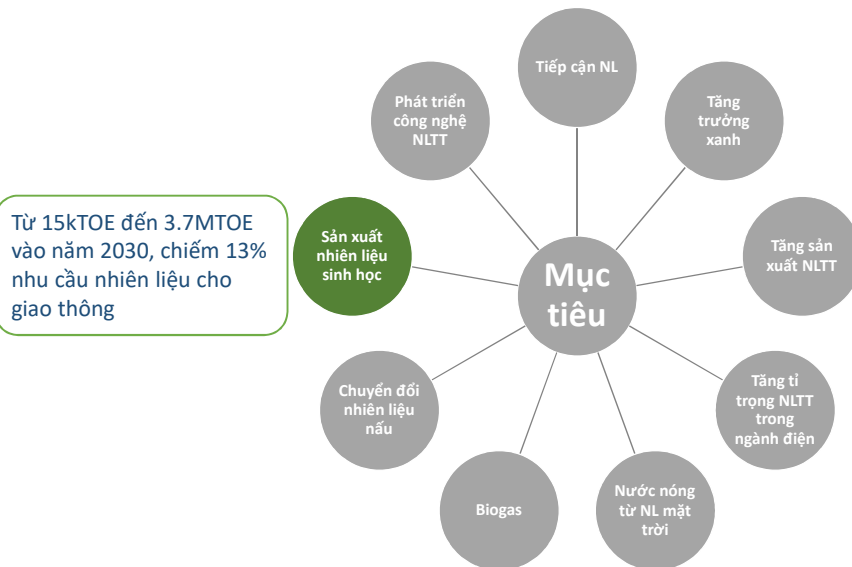 Tiếp cận NL
Phát triển
công nghệ
NLTT
Tăng
trưởng
xanh
Từ 15kTOE đến 3.7MTOE
vào năm 2030, chiếm 13%
nhu cầu nhiên liệu cho
giao thông
Sản xuất
nhiên liệu
sinh học
Mục
tiêu
Tăng sản
xuất NLTT
Chuyển đổi
nhiên liệu
nấu
Tăng tỉ
trọng NLTT
trong
ngành điện
Biogas
Nước nóng
từ NL mặt
trời